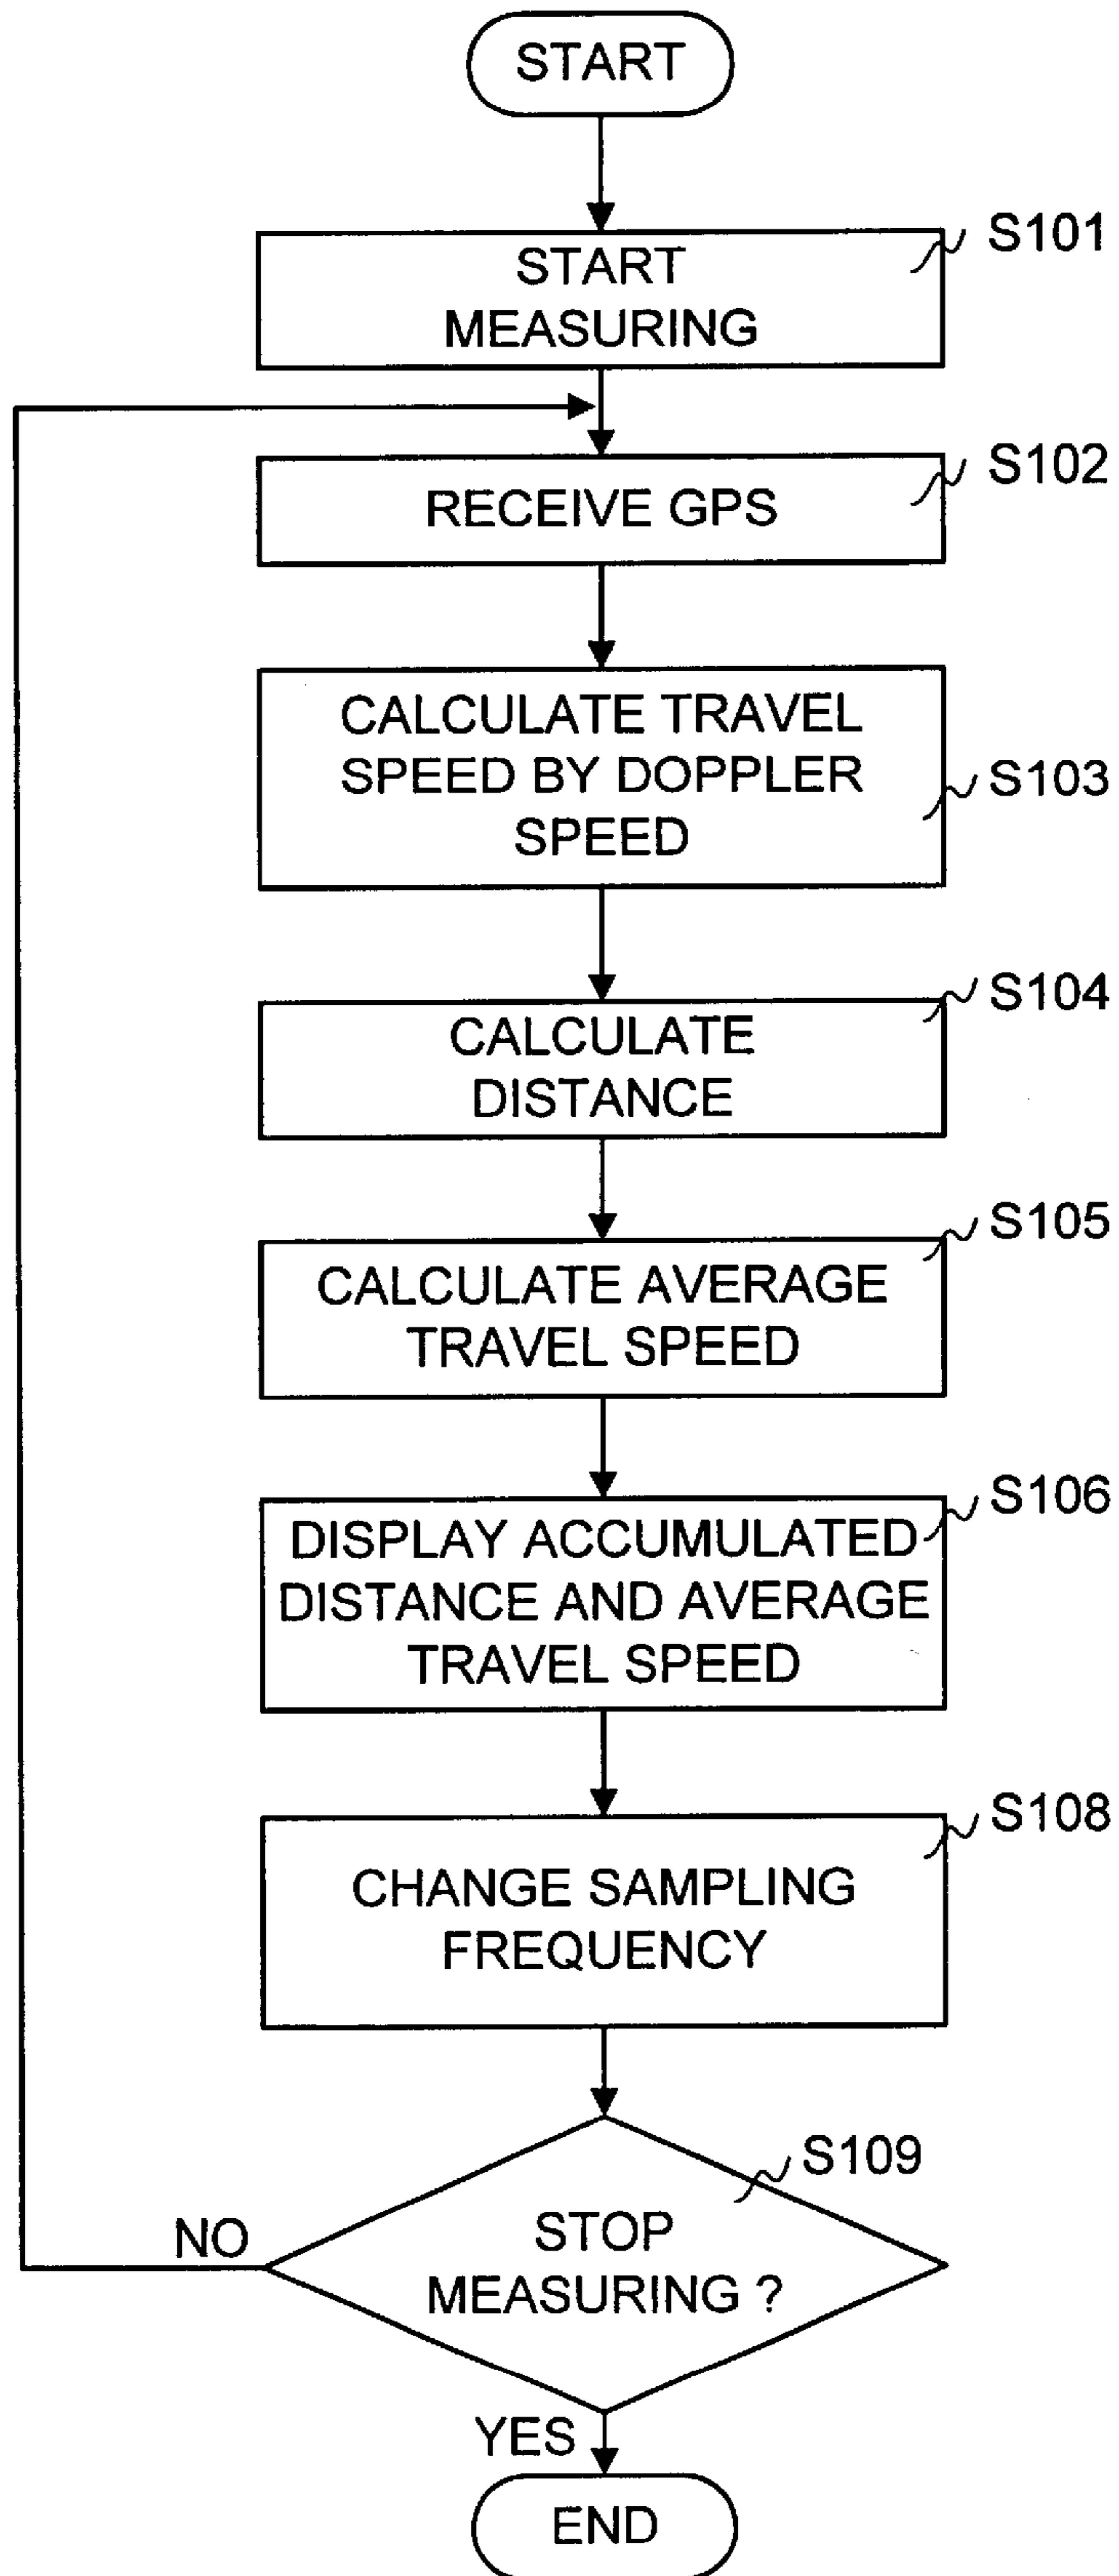 START
S101
START
MEASURING
S102
RECEIVE GPS
CALCULATE TRAVEL
SPEED BY DOPPLER
SPEED
S103
S104
CALCULATE
DISTANCE
S105
CALCULATE AVERAGE
TRAVEL SPEED
S106
DISPLAY ACCUMULATED
DISTANCE AND AVERAGE
TRAVEL SPEED
S108
CHANGE SAMPLING
FREQUENCY
S109
NO
STOP
MEASURING ?
YES
END